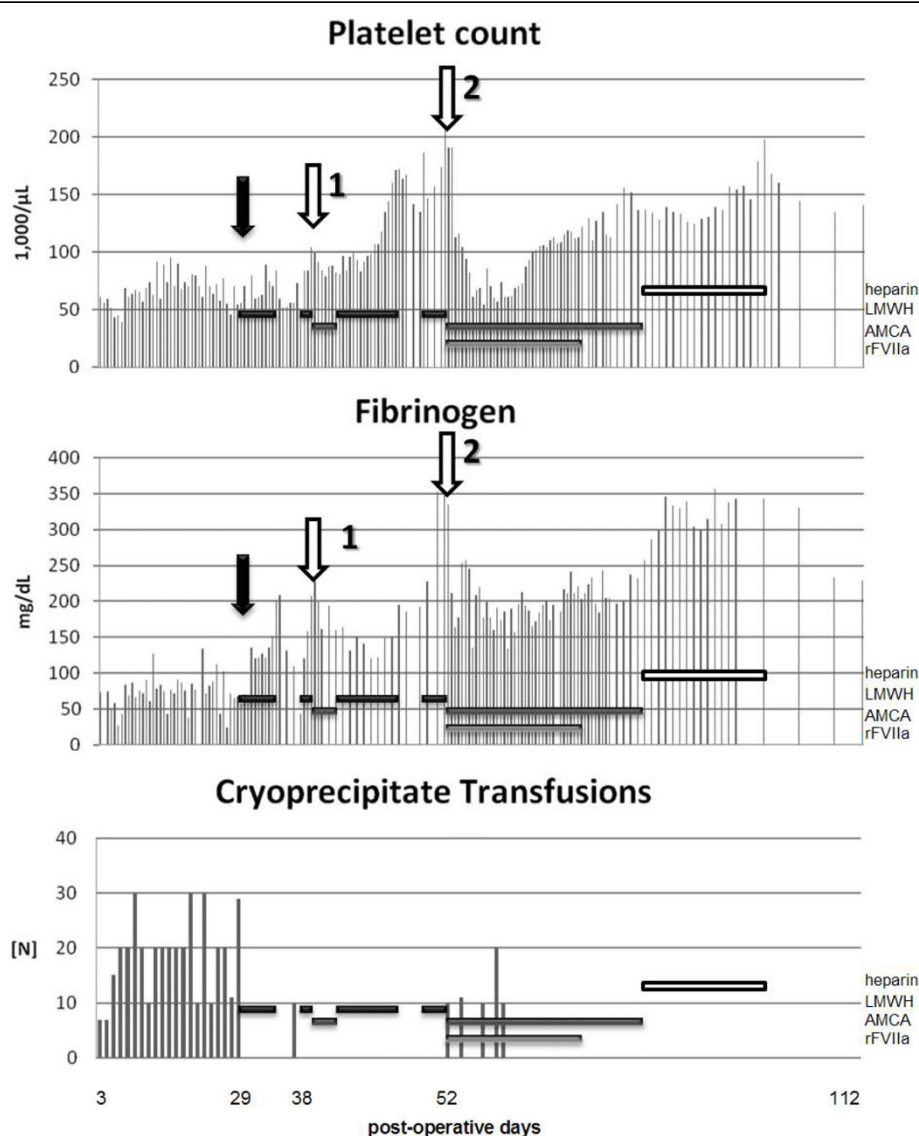 Platelet count
250
2
200
1
150
1,000/µL
100
heparin
50
LMWH
AMCA
rFVIIa
0
Fibrinogen
400
2
350
300
1
250
mg/dL
200
150
100
heparin
LMWH
50
AMCA
rFVIIa
0
Cryoprecipitate Transfusions
40
30
[N]
20
heparin
10
LMWH
AMCA
rFVIIa
0
3 29 38 52 112
post-operative days